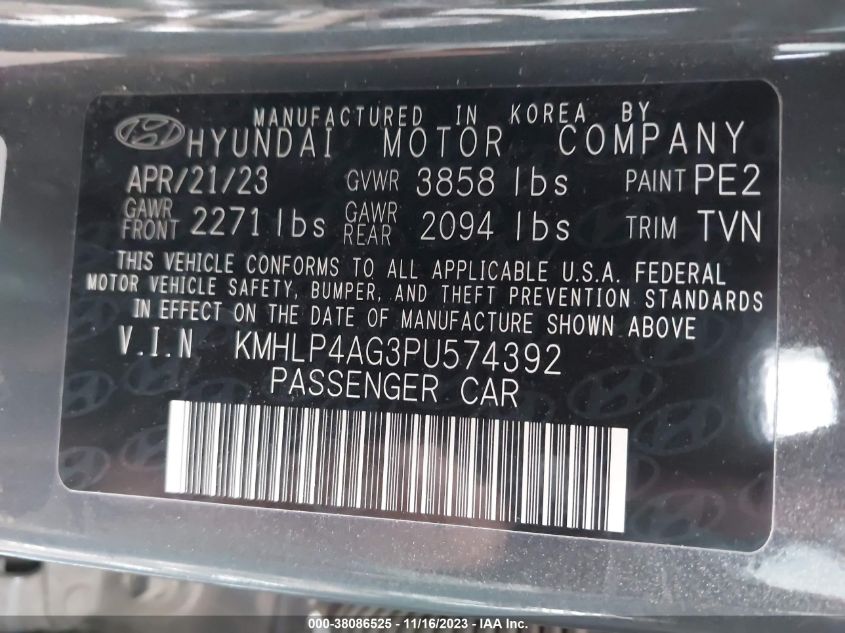 MANUFACTURED IN KOREA BY
HYUNDAI MOTOR COMPANY
APR/21/23 GVWR 3858 lbs PAINT PE2
GAWR FRONT 2271 lbs GAWR REAR 2094 lbs TRIM TVN
THIS VEHICLE CONFORMS TO ALL APPLICABLE U.S.A. FEDERAL
MOTOR VEHICLE SAFETY, BUMPER, AND THEFT PREVENTION STANDARDS
IN EFFECT ON THE DATE OF MANUFACTURE SHOWN ABOVE
V.I.N KMHLP4AG3PU574392
PASSENGER CAR
000-38086525 - 11/16/2023 - IAA Inc.